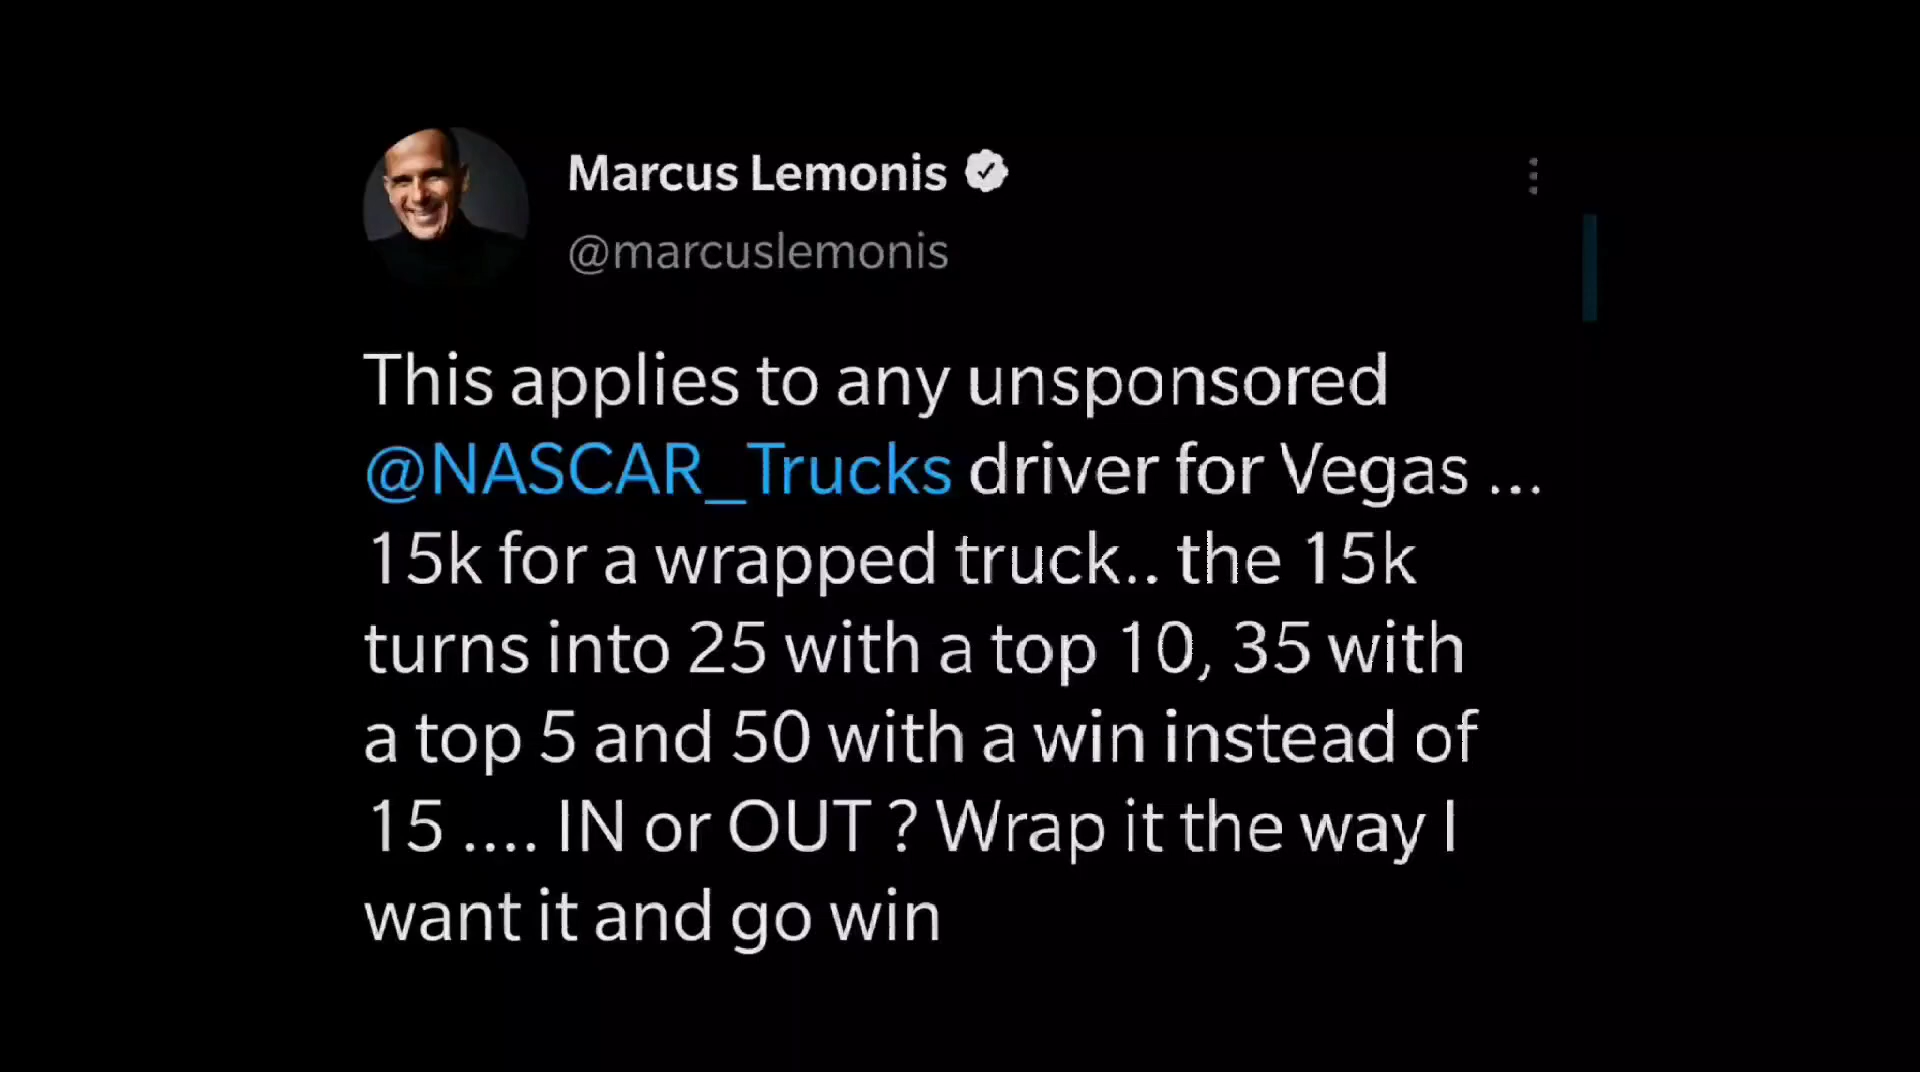 Marcus Lemonis
@marcuslemonis
This applies to any unsponsored
@NASCAR_Trucks driver for Vegas ...
15k for a wrapped truck.. the 15k
turns into 25 with a top 10, 35 with
a top 5 and 50 with a win instead of
15 .... IN or OUT ? Wrap it the way I
want it and go win